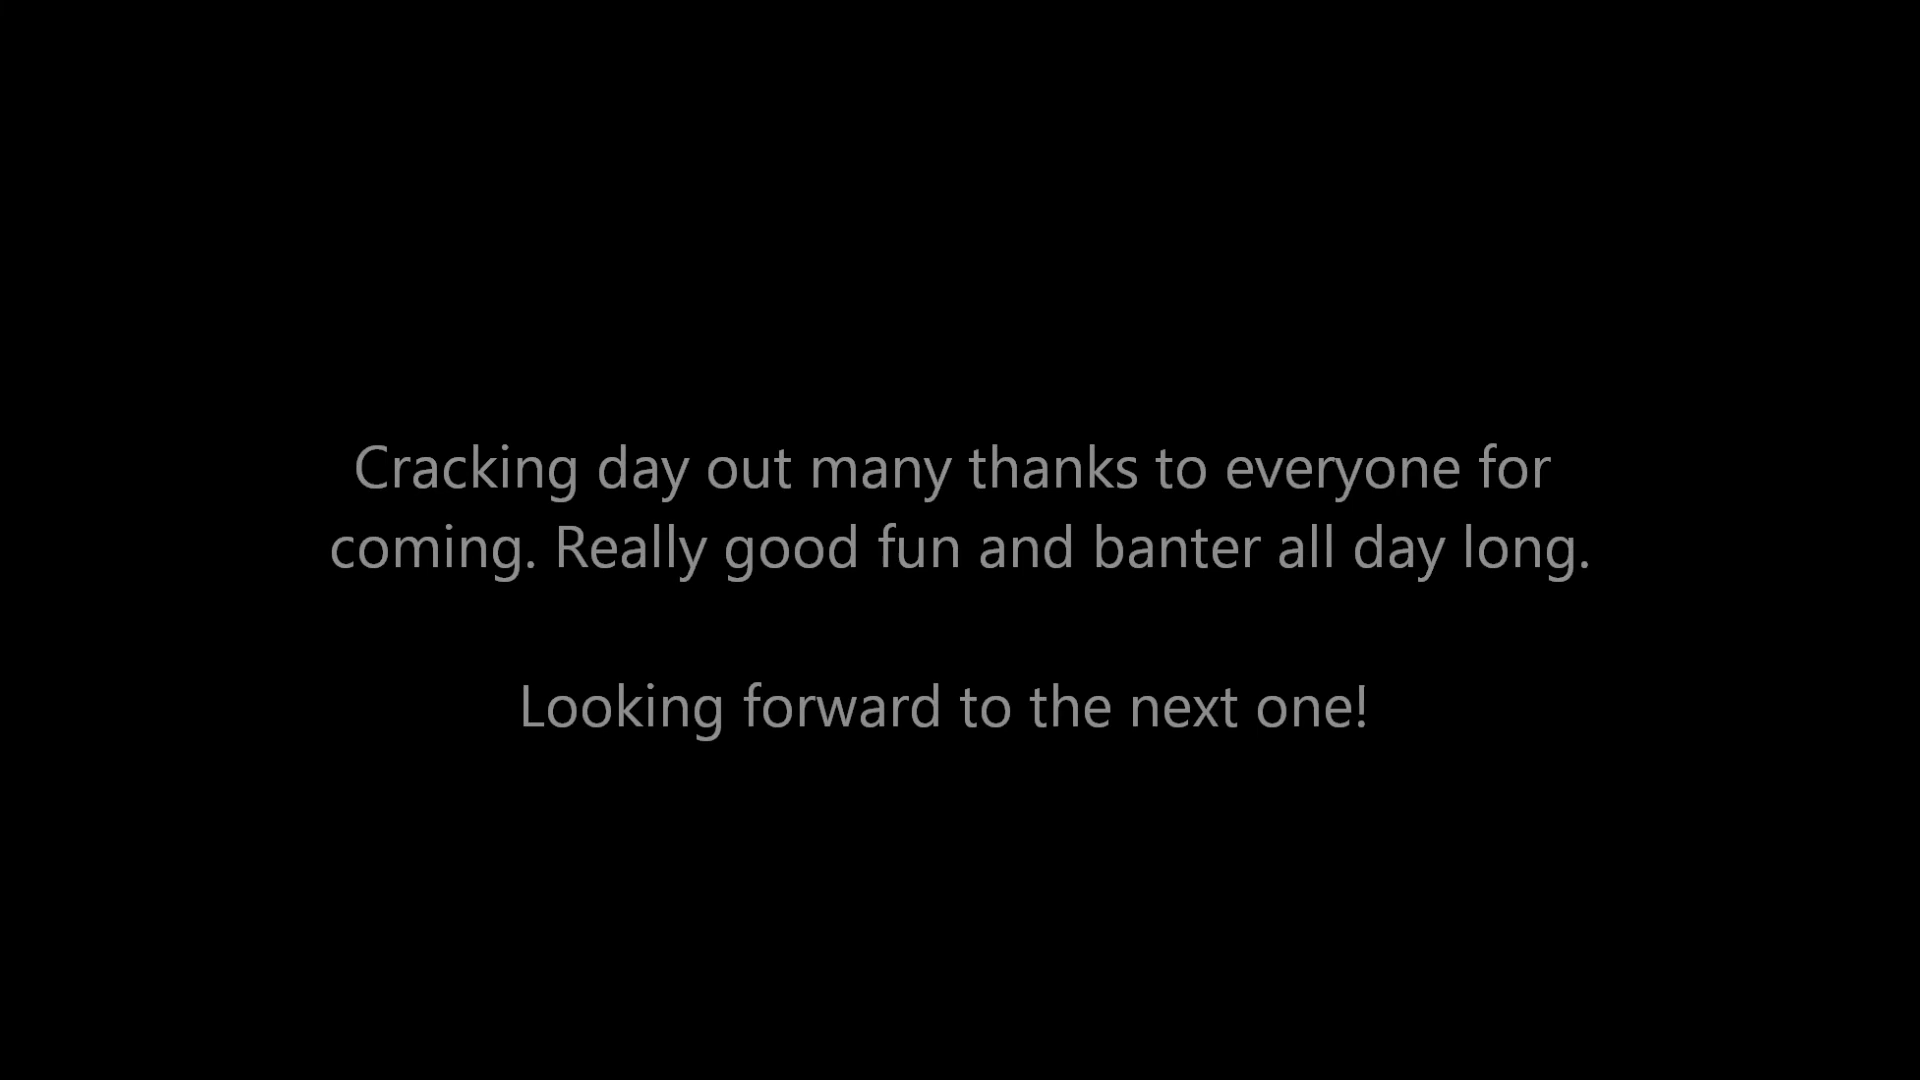 Cracking day out many thanks to everyone for
coming. Really good fun and banter all day long.
Looking forward to the next one!